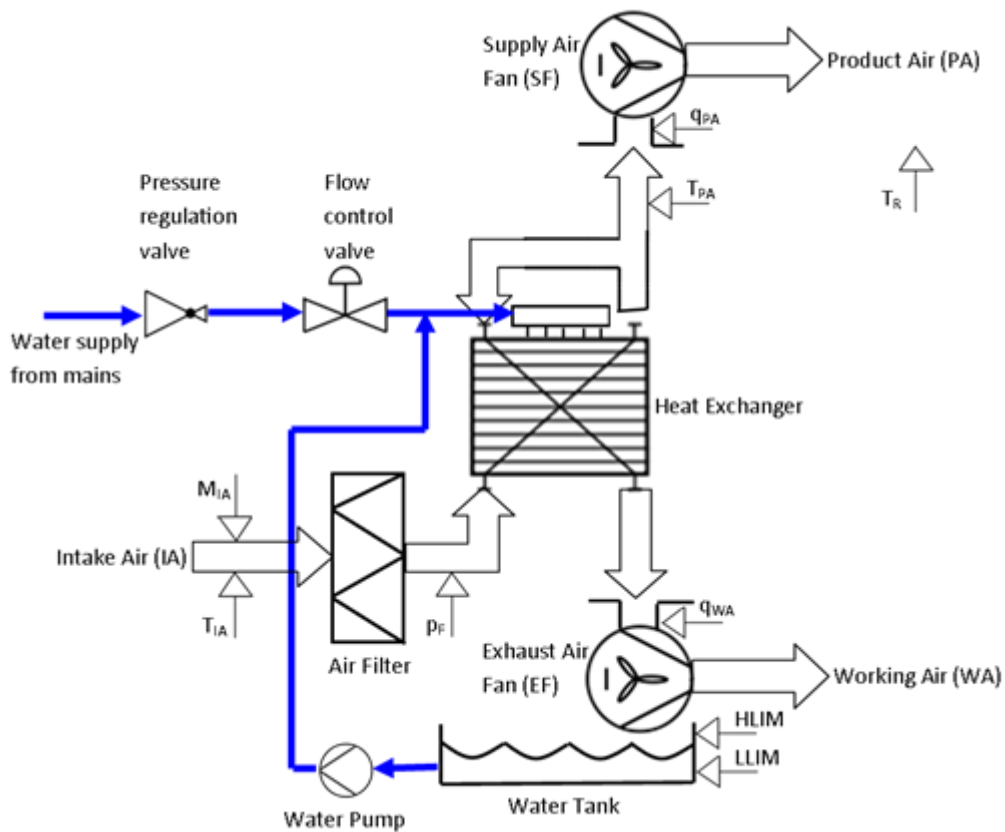 Supply Air
Fan (SF)
Product Air (PA)
qPA
Pressure
regulation
valve
Flow
control
valve
TPA
TR
Water supply
from mains
Heat Exchanger
MIA
Intake Air (IA)
TIA
pF
Air Filter
qWA
Exhaust Air
Fan (EF)
Working Air (WA)
HLIM
LLIM
Water Tank
Water Pump